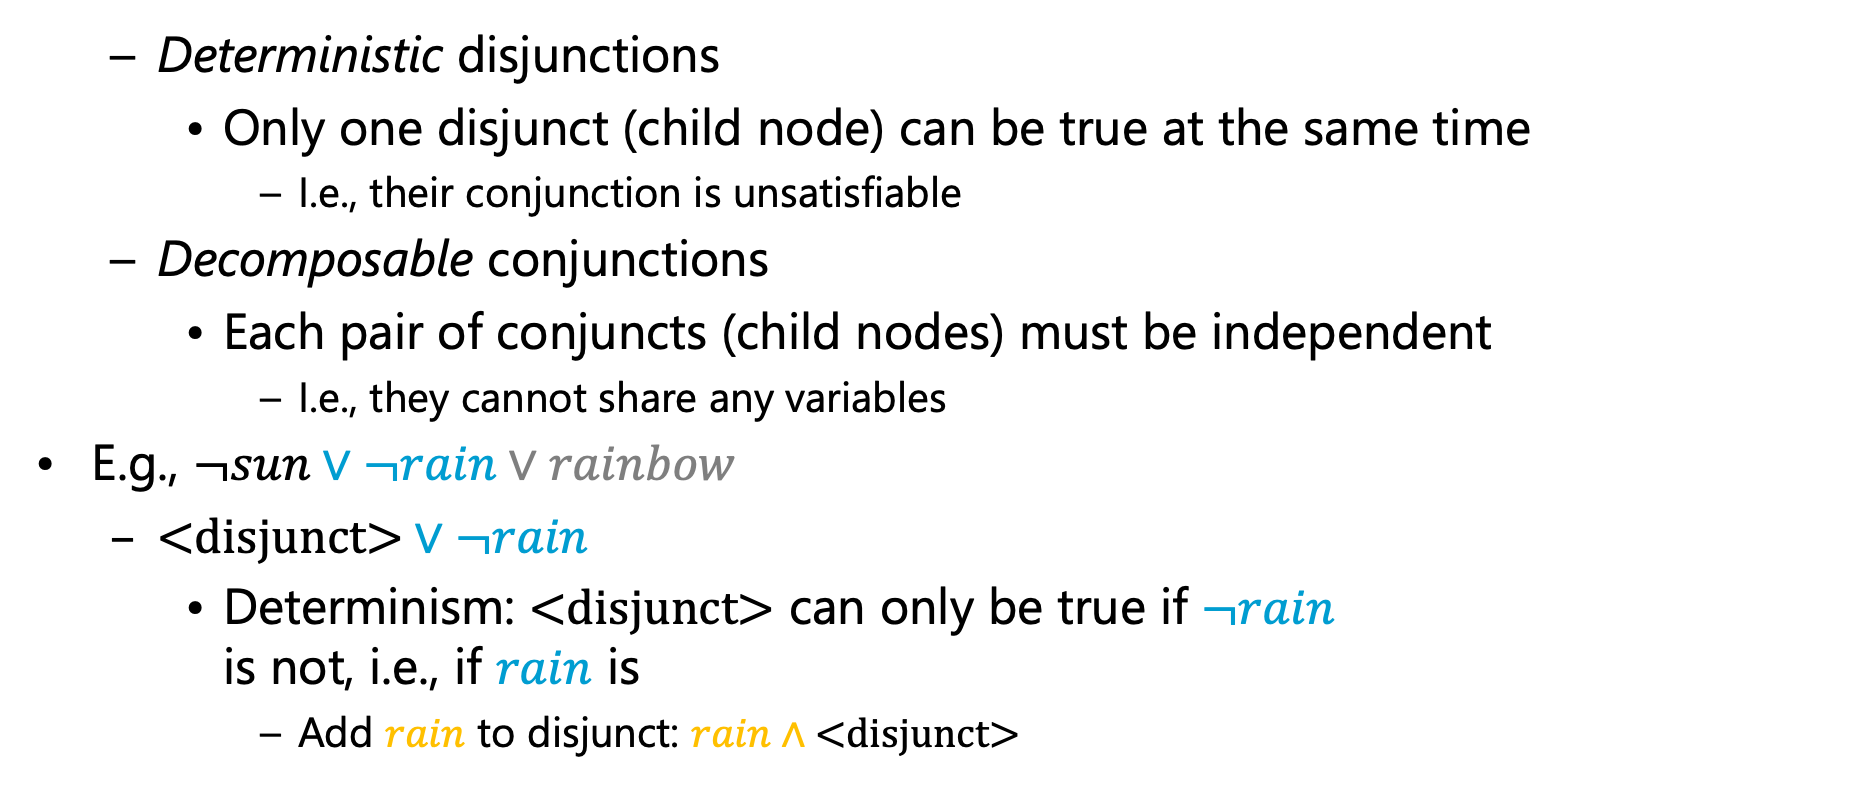 – Deterministic disjunctions
• Only one disjunct (child node) can be true at the same time
– I.e., their conjunction is unsatisfiable
– Decomposable conjunctions
• Each pair of conjuncts (child nodes) must be independent
– I.e., they cannot share any variables
• E.g., ¬sun ∨ ¬rain ∨ rainbow
– <disjunct> ∨ ¬rain
• Determinism: <disjunct> can only be true if ¬rain
is not, i.e., if rain is
– Add rain to disjunct: rain ∧ <disjunct>